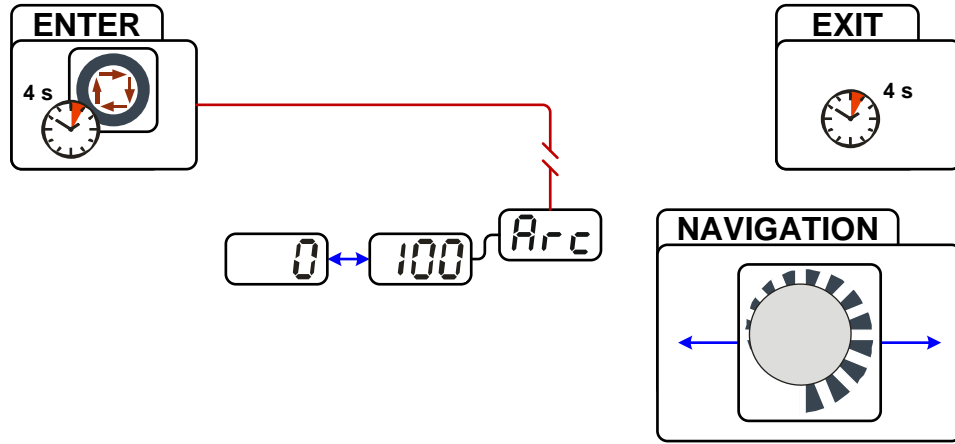 ENTER
4 s
EXIT
4 s
Arc
0
100
NAVIGATION